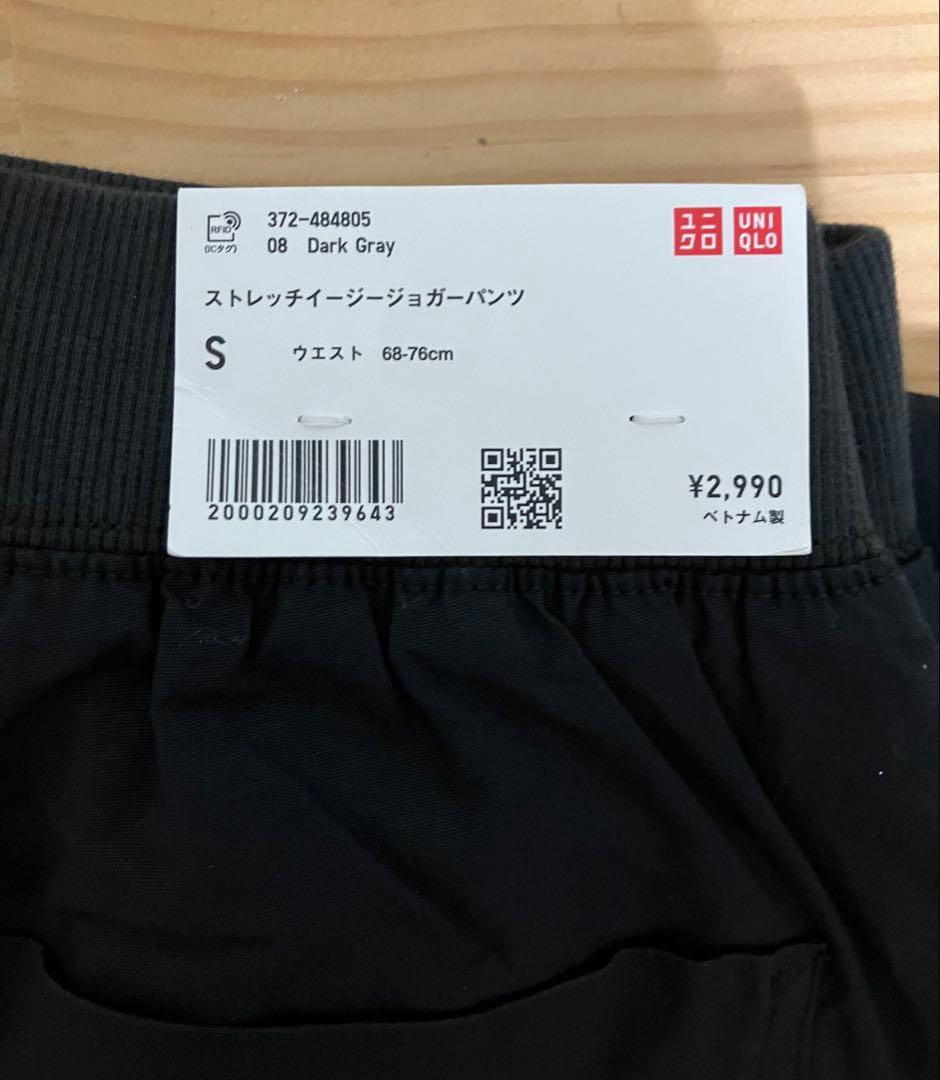 RFID
(ICタグ)
372-484805
08 Dark Gray
ユニ
クロ
UNI
QLO
ストレッチイージージョガーパンツ
S ウエスト 68-76cm
2000209239643
¥2,990
ベトナム製